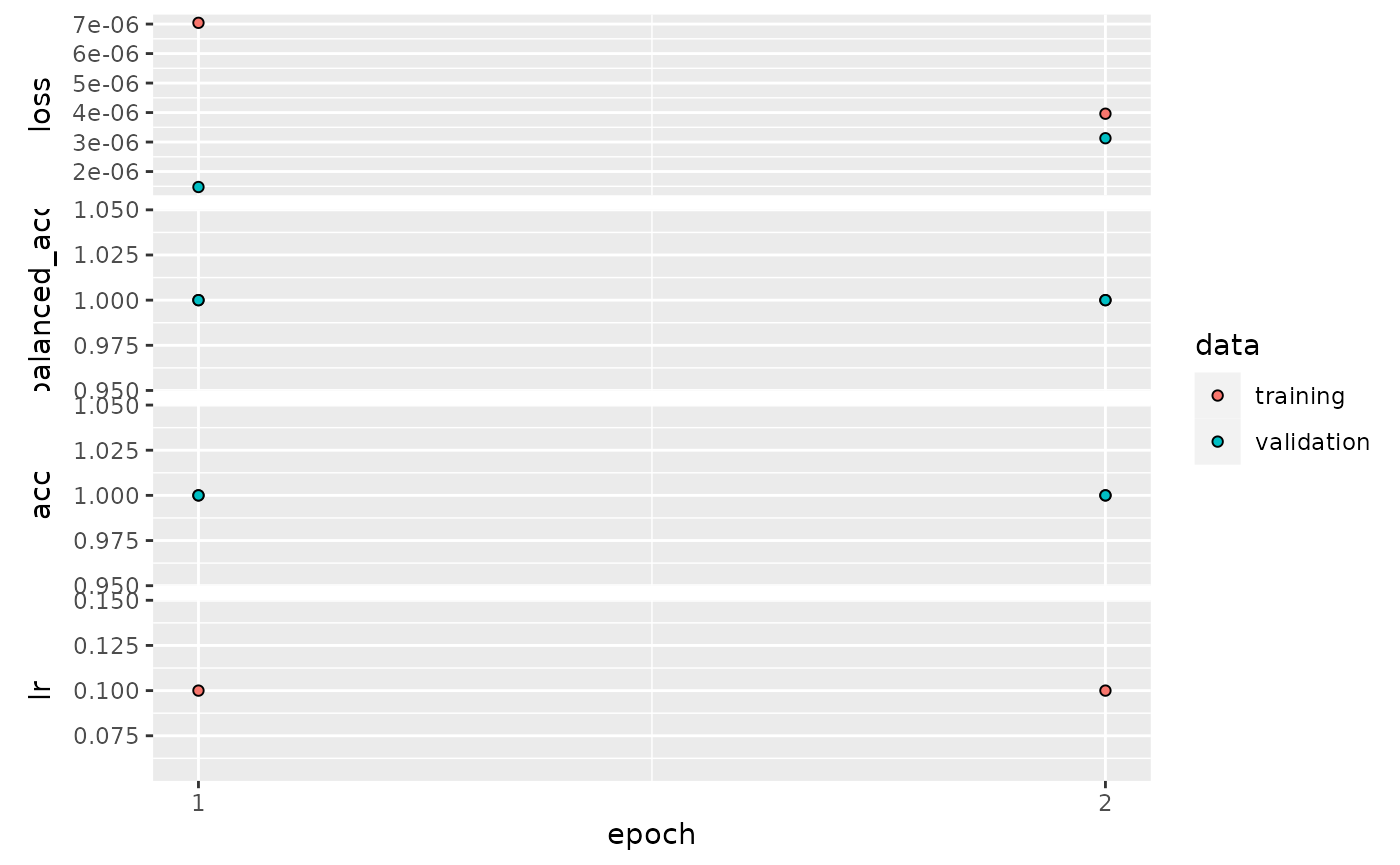 loss
7e-06
6e-06
5e-06
4e-06
3e-06
2e-06
balanced_acc
1.050
1.025
1.000
0.975
0.950
acc
1.050
1.025
1.000
0.975
0.950
lr
0.150
0.125
0.100
0.075
1
2
epoch
data
training
validation